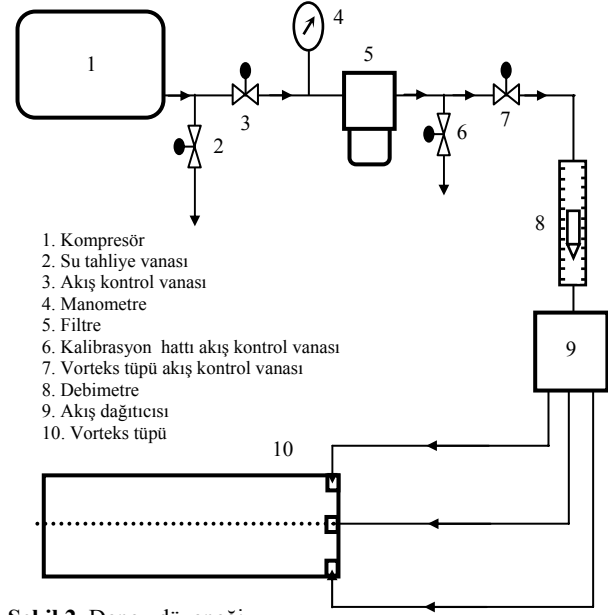 4
5
1
3
2
6
7
8
9
1. Kompresör
2. Su tahliye vanası
3. Akış kontrol vanası
4. Manometre
5. Filtre
6. Kalibrasyon hattı akış kontrol vanası
7. Vorteks tüpü akış kontrol vanası
8. Debimetre
9. Akış dağıtıcısı
10. Vorteks tüpü
10